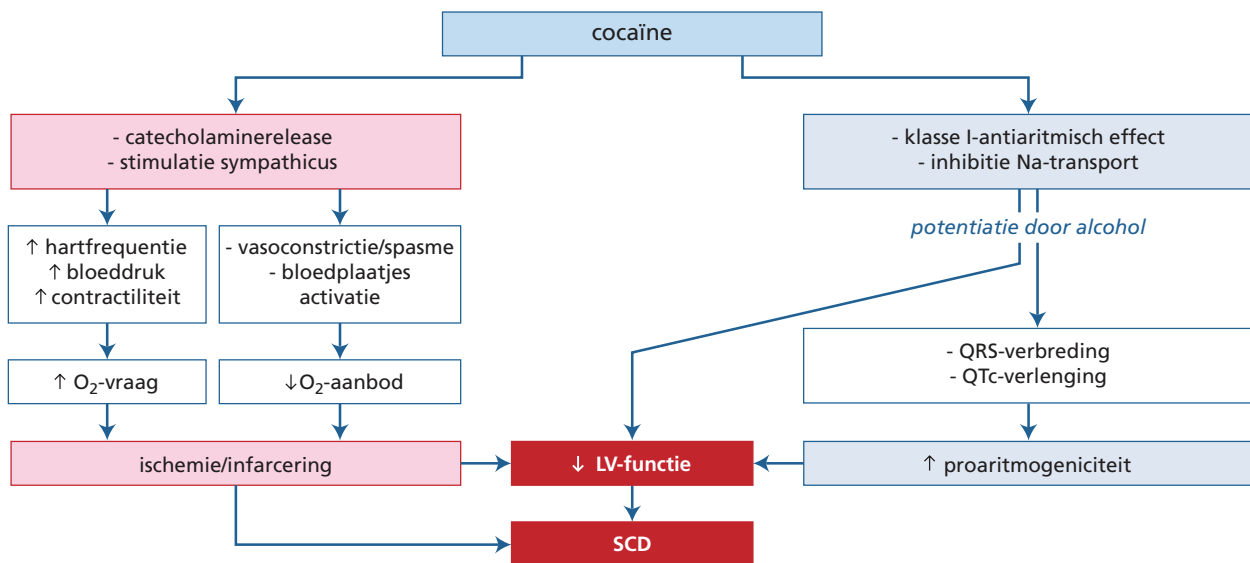 cocaïne
- catecholaminerelease
- stimulatie sympathicus
- klasse I-antiaritmisch effect
- inhibitie Na-transport
↑ hartfrequentie
↑ bloeddruk
↑ contractiliteit
- vasoconstrictie/spasme
- bloedplaatjes
activatie
potentiatie door alcohol
↑ O₂-vraag
↓O₂-aanbod
- QRS-verbreding
- QTc-verlenging
ischemie/infarcering
↓ LV-functie
↑ proaritmogeniciteit
SCD